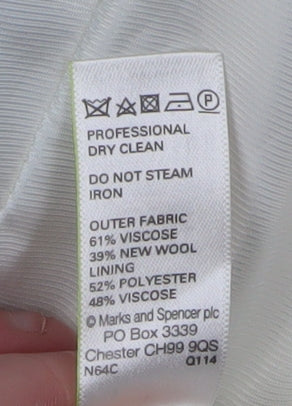 P
PROFESSIONAL
DRY CLEAN
DO NOT STEAM
IRON
OUTER FABRIC
61% VISCOSE
39% NEW WOOL
LINING
52% POLYESTER
48% VISCOSE
© Marks and Spencer plc
PO Box 3339
Chester CH99 9QS
N64C Q114